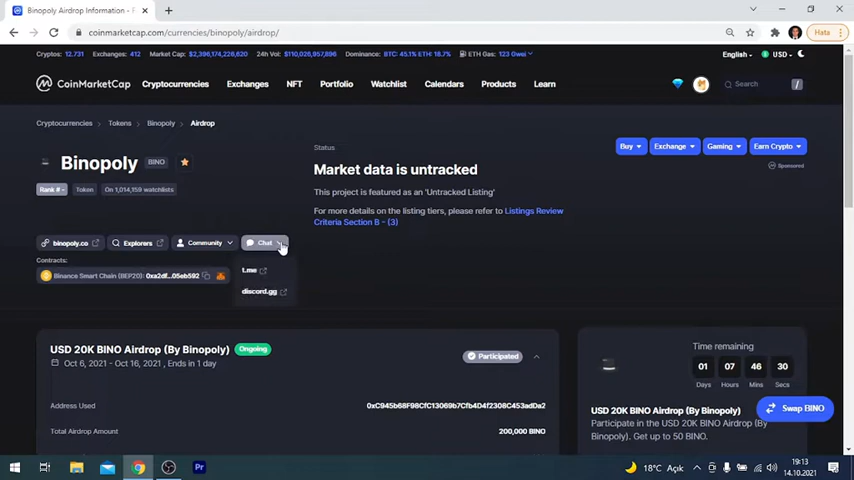 Binopoly Airdrop Information - F
coinmarketcap.com/currencies/binopoly/airdrop/
Hata
Cryptos: 12.731 Exchanges: 412 Market Cap: $2,396,174,226,620 24h Vol: $110,026,957,896 Dominance: BTC: 45.1% ETH: 18.7% ETH Gas: 123 Gwei
English
USD
CoinMarketCap
Cryptocurrencies
Exchanges
NFT
Portfolio
Watchlist
Calendars
Products
Learn
Search
/
Cryptocurrencies
Tokens
Binopoly
Airdrop
Binopoly
BINO
Rank # -
Token
On 1,014,159 watchlists
Status
Market data is untracked
This project is featured as an 'Untracked Listing'
For more details on the listing tiers, please refer to Listings Review
Criteria Section B - (3)
Buy
Exchange
Gaming
Earn Crypto
Sponsored
binopoly.co
Explorers
Community
Chat
t.me
discord.gg
Contracts:
Binance Smart Chain (BEP20): 0xa2df...05eb592
USD 20K BINO Airdrop (By Binopoly)
Ongoing
Oct 6, 2021 - Oct 16, 2021 , Ends in 1 day
Participated
Address Used
0xC945b68F98CfC13069b7Cfb4D4f2308C453adDa2
Total Airdrop Amount
200,000 BINO
Time remaining
01
07
46
30
Days
Hours
Mins
Secs
USD 20K BINO Airdrop (By Binopoly)
Participate in the USD 20K BINO Airdrop (By
Binopoly). Get up to 50 BINO.
Swap BINO
Pr
18°C Açık
19:13
14.10.2021